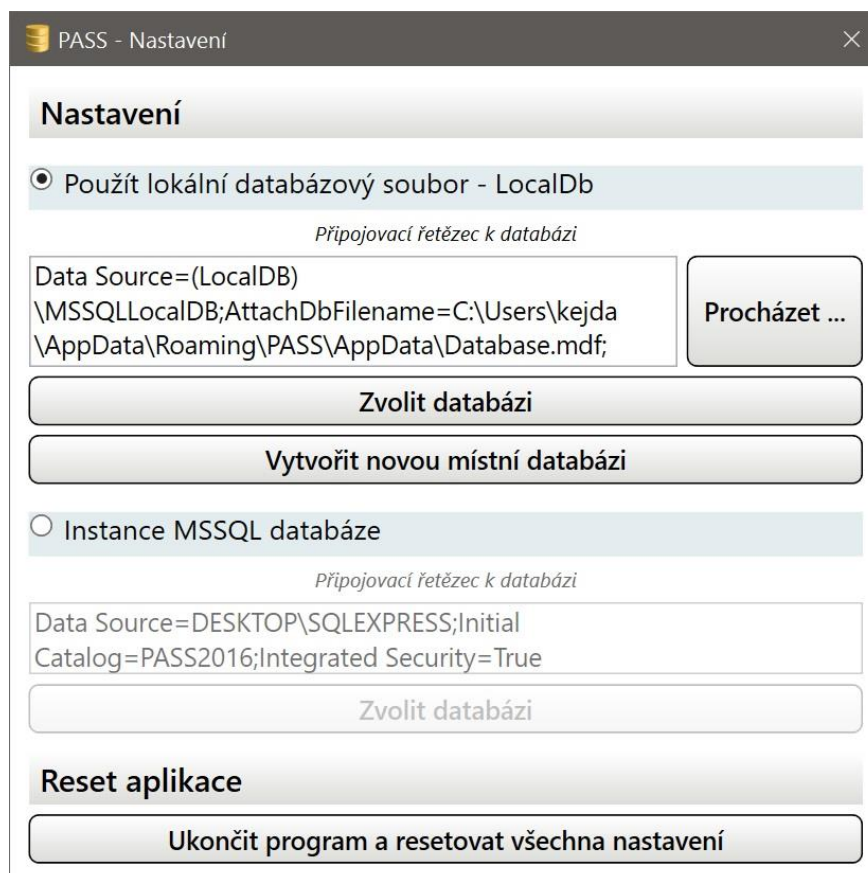 PASS - Nastavení
Nastavení
Použít lokální databázový soubor - LocalDb
Připojovací řetězec k databázi
Data Source=(LocalDB)
\MSSQLLocalDB;AttachDbFilename=C:\Users\kejda
\AppData\Roaming\PASS\AppData\Database.mdf;
Procházet ...
Zvolit databázi
Vytvořit novou místní databázi
Instance MSSQL databáze
Připojovací řetězec k databázi
Data Source=DESKTOP\SQLEXPRESS;Initial
Catalog=PASS2016;Integrated Security=True
Zvolit databázi
Reset aplikace
Ukončit program a resetovat všechna nastavení